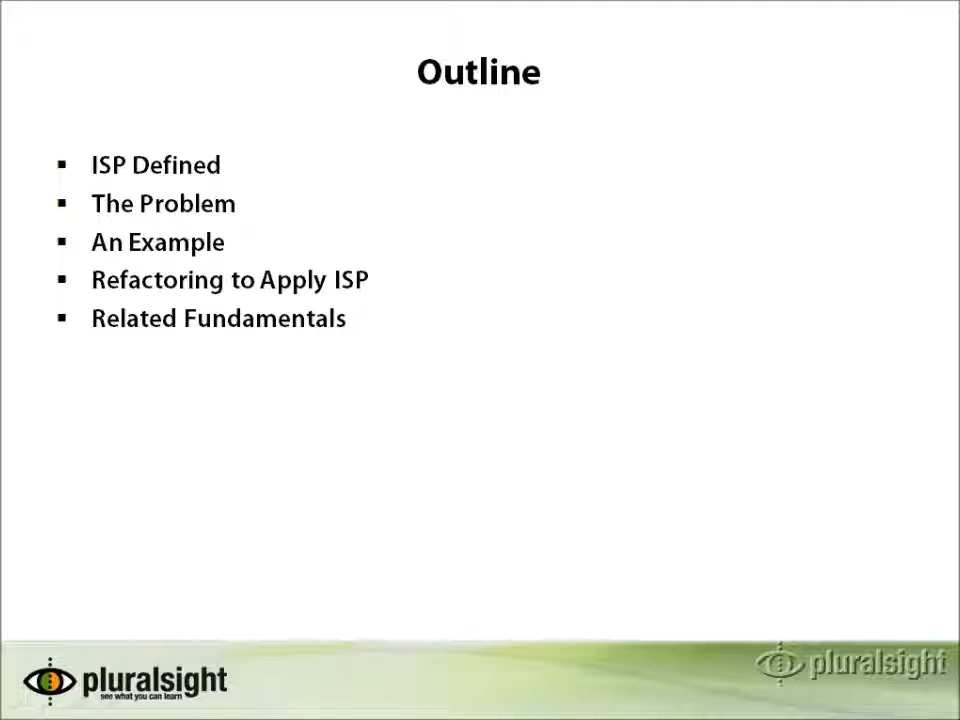 Outline
▪ ISP Defined
▪ The Problem
▪ An Example
▪ Refactoring to Apply ISP
▪ Related Fundamentals
pluralsight
see what you can learn
pluralsight